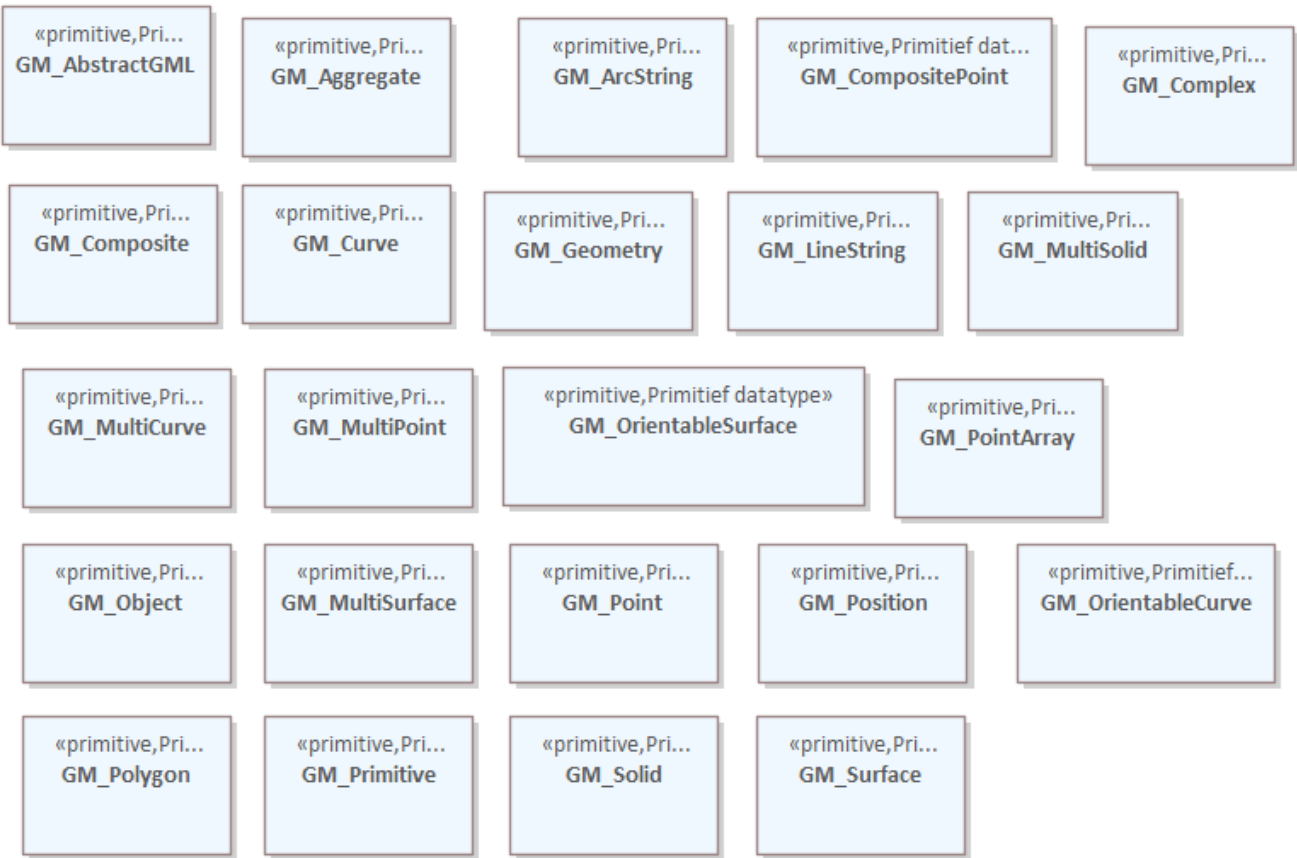 «primitive,Pri...
GM_AbstractGML
«primitive,Pri...
GM_Aggregate
«primitive,Pri...
GM_ArcString
«primitive,Primitief dat...
GM_CompositePoint
«primitive,Pri...
GM_Complex
«primitive,Pri...
GM_Composite
«primitive,Pri...
GM_Curve
«primitive,Pri...
GM_Geometry
«primitive,Pri...
GM_LineString
«primitive,Pri...
GM_MultiSolid
«primitive,Pri...
GM_MultiCurve
«primitive,Pri...
GM_MultiPoint
«primitive,Primitief datatype»
GM_OrientableSurface
«primitive,Pri...
GM_PointArray
«primitive,Pri...
GM_Object
«primitive,Pri...
GM_MultiSurface
«primitive,Pri...
GM_Point
«primitive,Pri...
GM_Position
«primitive,Primitief...
GM_OrientableCurve
«primitive,Pri...
GM_Polygon
«primitive,Pri...
GM_Primitive
«primitive,Pri...
GM_Solid
«primitive,Pri...
GM_Surface